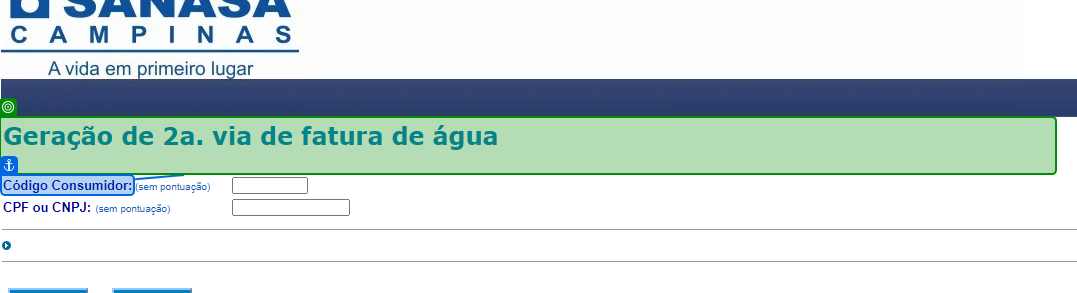 SANASA
CAMPINAS
A vida em primeiro lugar
Geração de 2a. via de fatura de água
Código Consumidor: (sem pontuação)
CPF ou CNPJ: (sem pontuação)